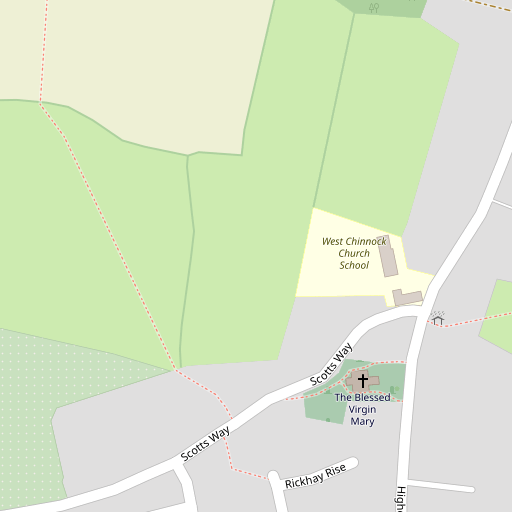 West Chinnock
Church
School
Scotts Way
The Blessed
Virgin
Mary
Scotts Way
Rickhay Rise